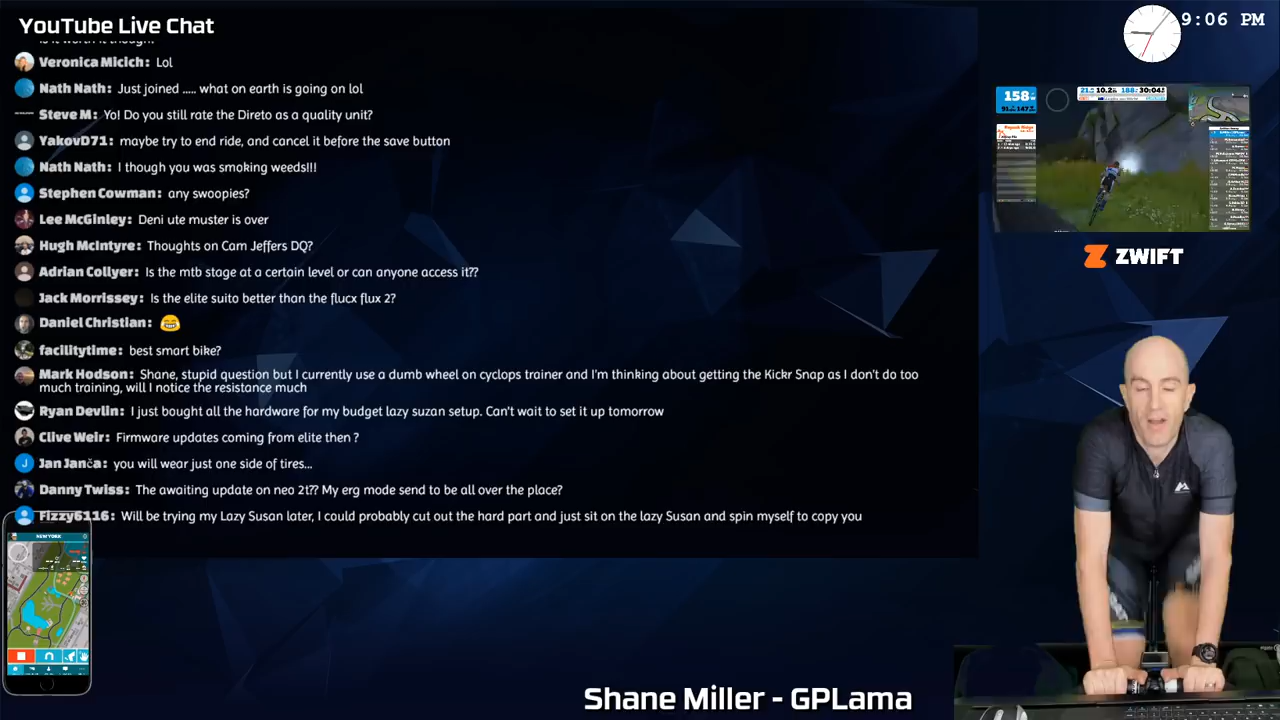 YouTube Live Chat
9:06 PM
Veronica Micich: Lol
Nath Nath: Just joined ..... what on earth is going on lol
Steve M: Yo! Do you still rate the Direto as a quality unit?
YakovD71: maybe try to end ride, and cancel it before the save button
Nath Nath: I though you was smoking weeds!!!
Stephen Cowman: any swoopies?
Lee McGinley: Deni ute muster is over
Hugh McIntyre: Thoughts on Cam Jeffers DQ?
Adrian Collyer: Is the mtb stage at a certain level or can anyone access it??
Jack Morrissey: Is the elite suito better than the flucx flux 2?
Daniel Christian: 😂
facilitytime: best smart bike?
Mark Hodson: Shane, stupid question but I currently use a dumb wheel on cyclops trainer and I'm thinking about getting the Kickr Snap as I don't do too
much training, will I notice the resistance much
Ryan Devlin: I just bought all the hardware for my budget lazy suzan setup. Can't wait to set it up tomorrow
Clive Weir: Firmware updates coming from elite then ?
J Jan Janča: you will wear just one side of tires...
Danny Twiss: The awaiting update on neo 2t?? My erg mode send to be all over the place?
Fizzy6116: Will be trying my Lazy Susan later, I could probably cut out the hard part and just sit on the lazy Susan and spin myself to copy you
158
10.2
188
30:04
ZWIFT
NEW YORK
Shane Miller - GPLama